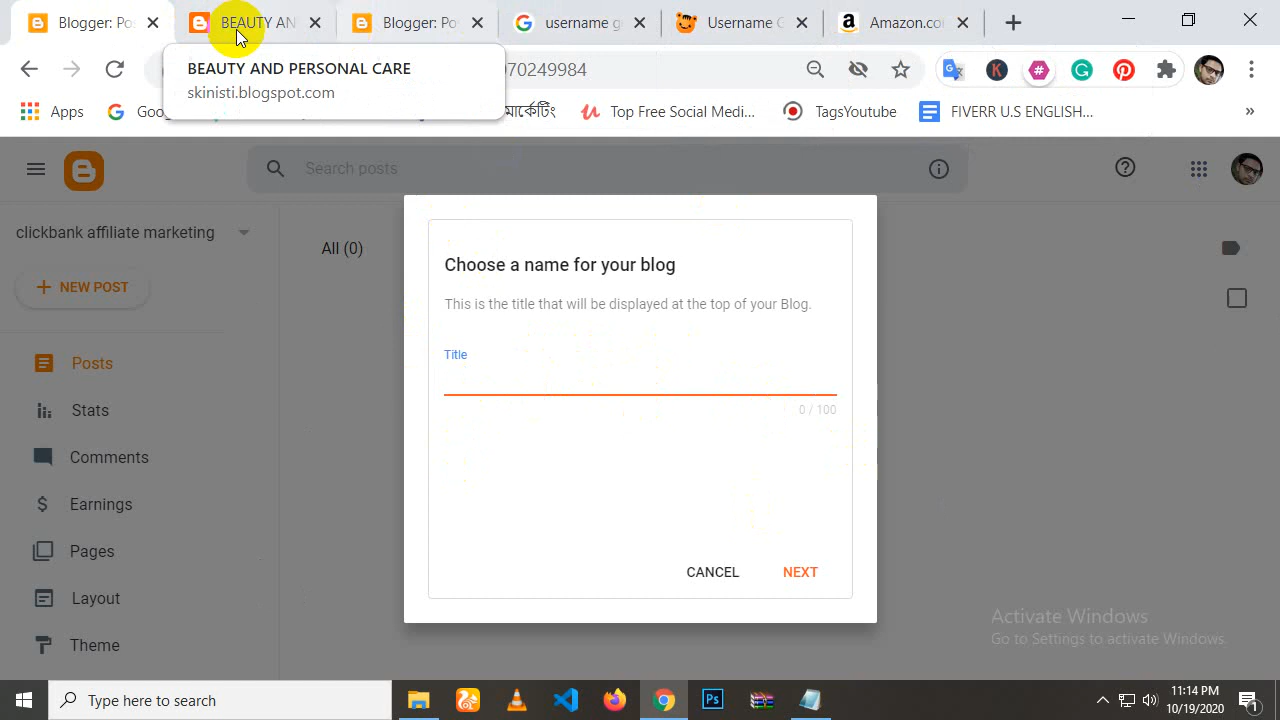 Blogger: Pos
BEAUTY AN
Blogger: Po
username g
Username G
Amazon.co
BEAUTY AND PERSONAL CARE
skinisti.blogspot.com
970249984
Apps
Top Free Social Medi...
TagsYoutube
FIVERR U.S ENGLISH...
»
Search posts
clickbank affiliate marketing
All (0)
NEW POST
Choose a name for your blog
This is the title that will be displayed at the top of your Blog.
Title
0 / 100
CANCEL
NEXT
Posts
Stats
Comments
Earnings
Pages
Layout
Theme
Activate Windows
Go to Settings to activate Windows.
Type here to search
11:14 PM
10/19/2020